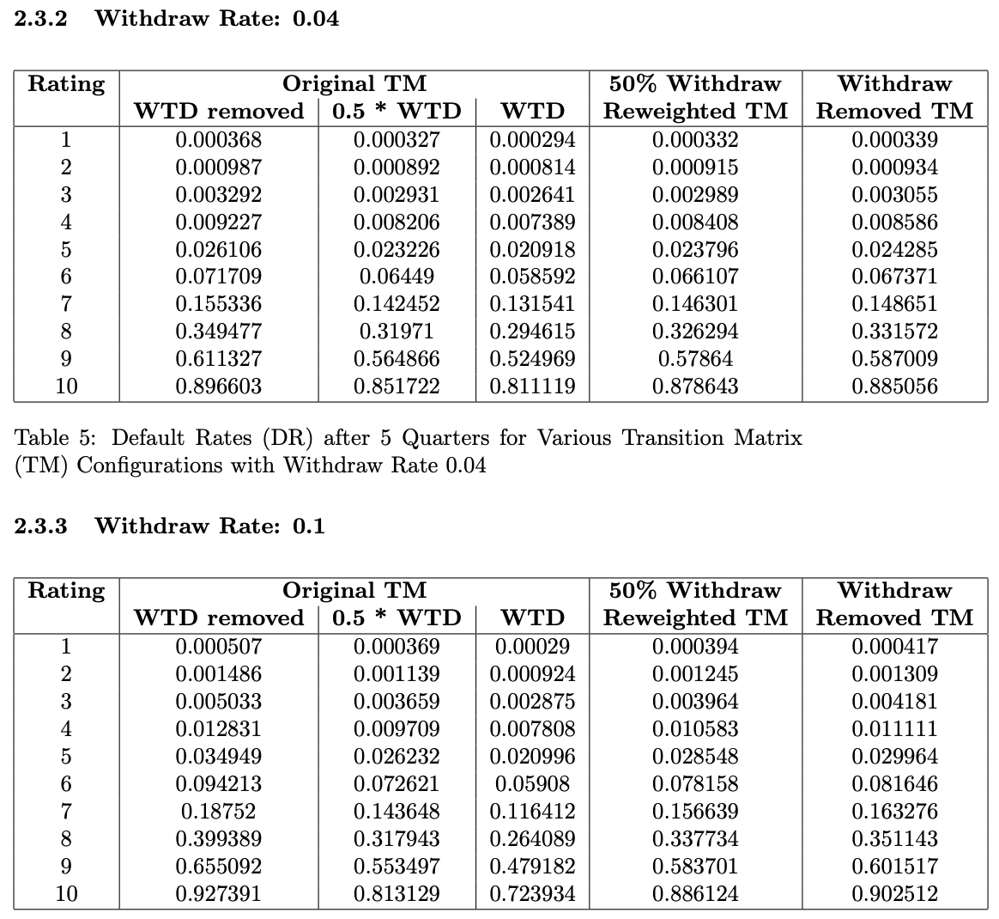 2.3.2 Withdraw Rate: 0.04
Rating Original TM 50% Withdraw Withdraw
WTD removed 0.5 * WTD WTD Reweighted TM Removed TM
1 0.000368 0.000327 0.000294 0.000332 0.000339
2 0.000987 0.000892 0.000814 0.000915 0.000934
3 0.003292 0.002931 0.002641 0.002989 0.003055
4 0.009227 0.008206 0.007389 0.008408 0.008586
5 0.026106 0.023226 0.020918 0.023796 0.024285
6 0.071709 0.06449 0.058592 0.066107 0.067371
7 0.155336 0.142452 0.131541 0.146301 0.148651
8 0.349477 0.31971 0.294615 0.326294 0.331572
9 0.611327 0.564866 0.524969 0.57864 0.587009
10 0.896603 0.851722 0.811119 0.878643 0.885056
Table 5: Default Rates (DR) after 5 Quarters for Various Transition Matrix
(TM) Configurations with Withdraw Rate 0.04
2.3.3 Withdraw Rate: 0.1
Rating Original TM 50% Withdraw Withdraw
WTD removed 0.5 * WTD WTD Reweighted TM Removed TM
1 0.000507 0.000369 0.00029 0.000394 0.000417
2 0.001486 0.001139 0.000924 0.001245 0.001309
3 0.005033 0.003659 0.002875 0.003964 0.004181
4 0.012831 0.009709 0.007808 0.010583 0.011111
5 0.034949 0.026232 0.020996 0.028548 0.029964
6 0.094213 0.072621 0.05908 0.078158 0.081646
7 0.18752 0.143648 0.116412 0.156639 0.163276
8 0.399389 0.317943 0.264089 0.337734 0.351143
9 0.655092 0.553497 0.479182 0.583701 0.601517
10 0.927391 0.813129 0.723934 0.886124 0.902512